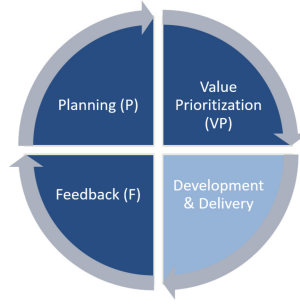 Planning (P)
Value
Prioritization
(VP)
Feedback (F)
Development
& Delivery